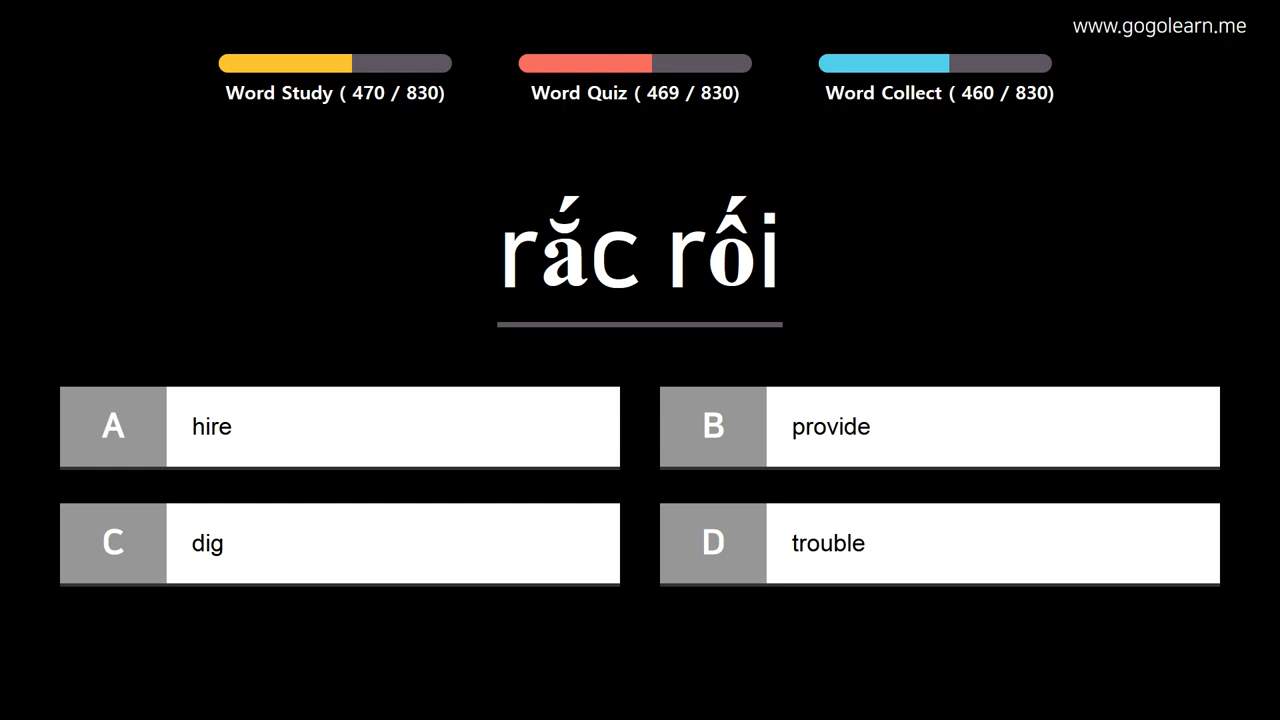 www.gogolearn.me
Word Study ( 470 / 830)
Word Quiz ( 469 / 830)
Word Collect ( 460 / 830)
rắc rối
A hire
B provide
C dig
D trouble